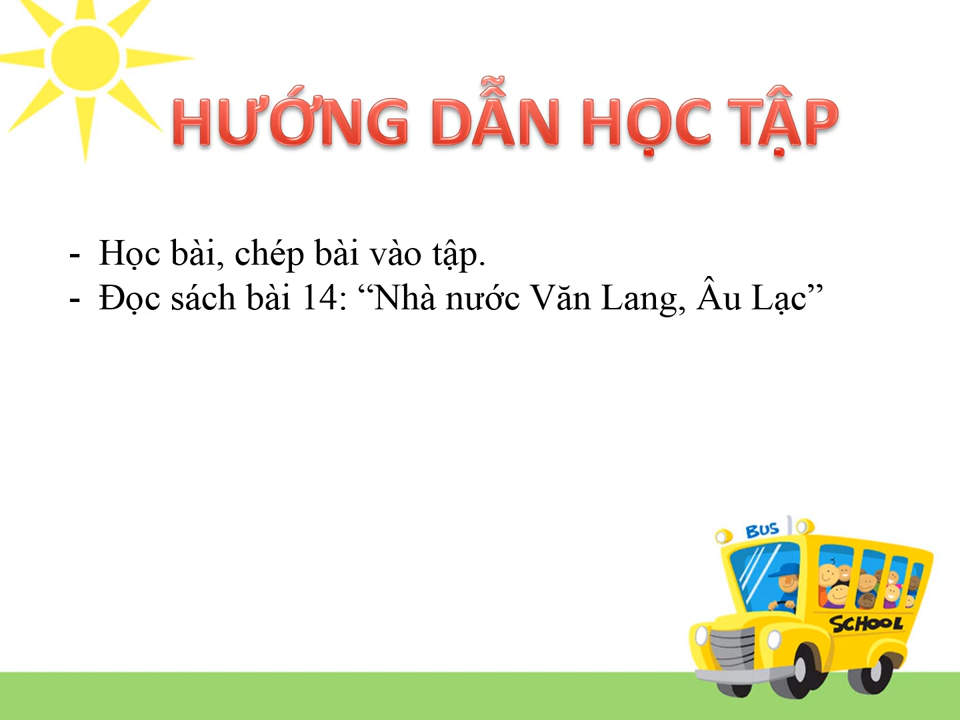 HƯỚNG DẪN HỌC TẬP
- Học bài, chép bài vào tập.
- Đọc sách bài 14: “Nhà nước Văn Lang, Âu Lạc”
BUS
SCHOOL